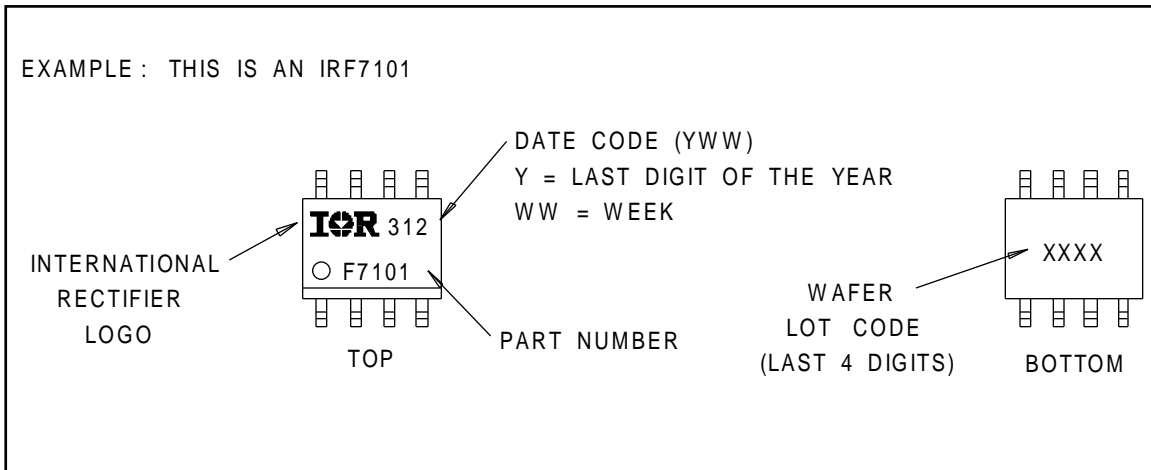 EXAMPLE : THIS IS AN IRF7101
DATE CODE (YWW)
Y = LAST DIGIT OF THE YEAR
WW = WEEK
IOR 312
F7101
INTERNATIONAL
RECTIFIER
LOGO
TOP
PART NUMBER
XXXX
WAFER
LOT CODE
(LAST 4 DIGITS)
BOTTOM